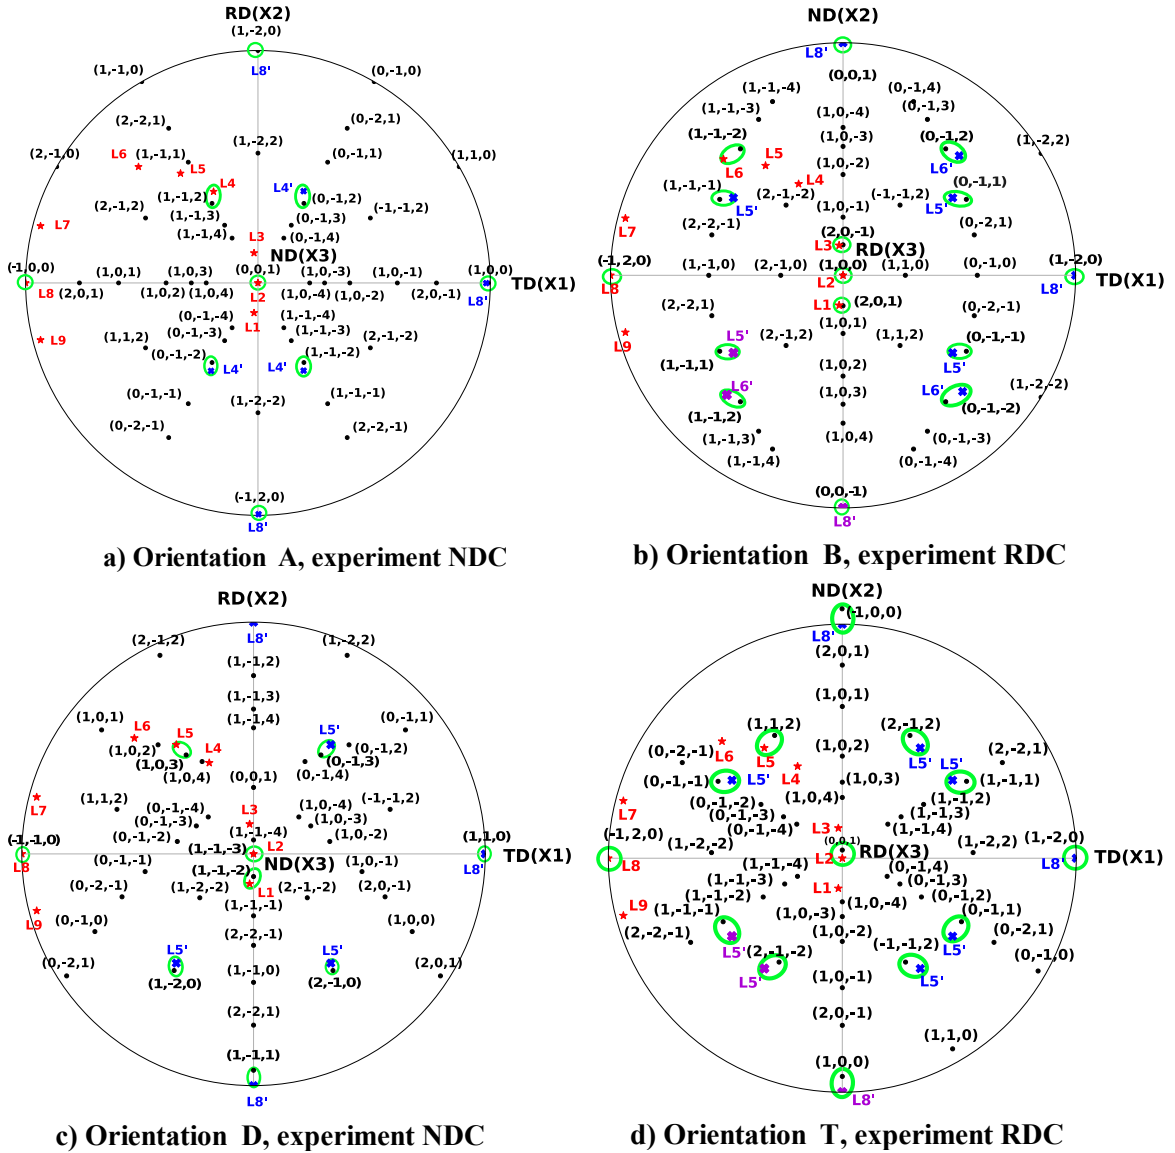 RD(X2)
(1,-2,0)
L8'
(1,-1,0)
(0,-1,0)
(2,-2,1)
(0,-2,1)
L6
(1,-1,1)
L5
(1,-2,2)
(0,-1,1)
(2,-1,0)
(1,1,0)
L4
L4'
(1,-1,2)
(0,-1,2)
(2,-1,2)
(1,-1,3)
(0,-1,3)
(-1,-1,2)
L7
(1,-1,4)
L3
(0,-1,4)
ND(X3)
(-1,0,0)
(1,0,1)
(1,0,3)
(0,0,1)
(1,0,-3)
(1,0,-1)
(1,0,0)
TD(X1)
L8
(2,0,1)
(1,0,2)
(1,0,4)
L2
(1,0,-4)
(1,0,-2)
(2,0,-1)
L8'
L1
(0,-1,-4)
(1,-1,-4)
L9
(1,1,2)
(0,-1,-3)
(1,-1,-3)
(2,-1,-2)
(0,-1,-2)
(1,-1,-2)
L4'
L4'
(0,-1,-1)
(1,-2,-2)
(1,-1,-1)
(0,-2,-1)
(2,-2,-1)
(-1,2,0)
L8'
a) Orientation A, experiment NDC
ND(X2)
L8'
(0,0,1)
(1,-1,-4)
(0,-1,4)
(1,-1,-3)
(1,0,-4)
(0,-1,3)
(1,-1,-2)
(1,0,-3)
(0,-1,2)
(1,-2,2)
L6
L5
(1,0,-2)
L6'
(1,-1,-1)
L4
(0,-1,1)
L5'
(2,-1,-2)
(-1,-1,2)
L5'
(1,0,-1)
L7
(2,-2,-1)
(0,-2,1)
L3
(2,0,-1)
RD(X3)
(-1,2,0)
(1,-1,0)
(2,-1,0)
(1,0,0)
(1,1,0)
(0,-1,0)
(1,-2,0)
TD(X1)
L8
L2
L8'
L1
(2,0,1)
(2,-2,1)
(1,0,1)
(0,-2,-1)
L9
L5'
(2,-1,2)
(1,1,2)
(0,-1,-1)
(1,-1,1)
(1,0,2)
L5'
L6'
(1,0,3)
L6'
(1,-2,-2)
(1,-1,2)
(0,-1,-2)
(1,-1,3)
(1,0,4)
(0,-1,-3)
(1,-1,4)
(0,-1,-4)
(0,0,-1)
L8'
b) Orientation B, experiment RDC
RD(X2)
L8'
(2,-1,2)
(1,-2,2)
(1,-1,2)
(1,-1,3)
(1,0,1)
(1,-1,4)
(0,-1,1)
L6
L5
L5'
(1,0,2)
(0,-1,2)
(1,0,3)
L4
(0,-1,3)
(1,0,4)
(0,0,1)
(0,-1,4)
L7
(1,1,2)
(0,-1,-4)
L3
(1,0,-4)
(-1,-1,2)
(0,-1,-3)
(1,0,-3)
(0,-1,-2)
(1,-1,-4)
(1,0,-2)
(-1,-1,0)
(1,-1,-3)
L2
(1,1,0)
TD(X1)
L8
ND(X3)
L8'
(0,-1,-1)
(1,-1,-2)
(1,0,-1)
(0,-2,-1)
(1,-2,-2)
L1
(2,-1,-2)
(2,0,-1)
L9
(0,-1,0)
(1,-1,-1)
(1,0,0)
(2,-2,-1)
L5'
L5'
(0,-2,1)
(1,-2,0)
(1,-1,0)
(2,-1,0)
(2,0,1)
(2,-2,1)
(1,-1,1)
L8'
c) Orientation D, experiment NDC
ND(X2)
(-1,0,0)
L8'
(2,0,1)
(1,0,1)
L6
(1,1,2)
(2,-1,2)
L5
L5'
(0,-2,-1)
(1,0,2)
L5'
(2,-2,1)
(0,-1,-1)
L5'
L4
(1,0,3)
(1,-1,1)
L7
(0,-1,-2)
(1,0,4)
(1,-1,2)
(0,-1,-3)
(1,-1,3)
(0,-1,-4)
L3
(1,-1,4)
(-1,2,0)
(1,-2,-2)
(0,0,1)
RD(X3)
(1,-2,2)
(1,-2,0)
TD(X1)
L8
L2
L8'
(1,-1,-4)
(0,-1,4)
(1,-1,-3)
L1
(0,-1,3)
(1,-1,-2)
(1,0,-4)
(0,-1,2)
L9
(1,-1,-1)
(1,0,-3)
(0,-1,1)
(2,-2,-1)
(1,0,-2)
(0,-2,1)
L5'
(2,-1,-2)
(-1,-1,2)
L5'
L5'
(1,0,-1)
L5'
(0,-1,0)
(2,0,-1)
(1,1,0)
(1,0,0)
L8'
d) Orientation T, experiment RDC